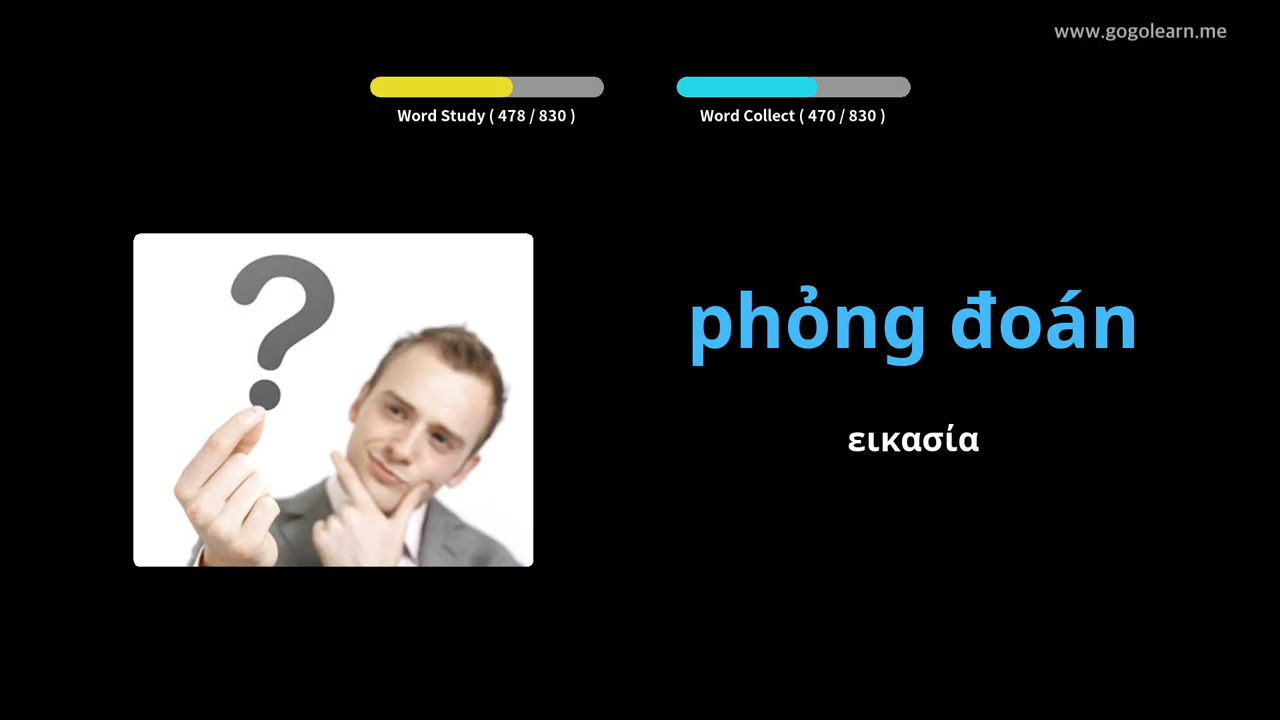 www.gogolearn.me
Word Study ( 478 / 830 )
Word Collect ( 470 / 830 )
phỏng đoán
εικασία